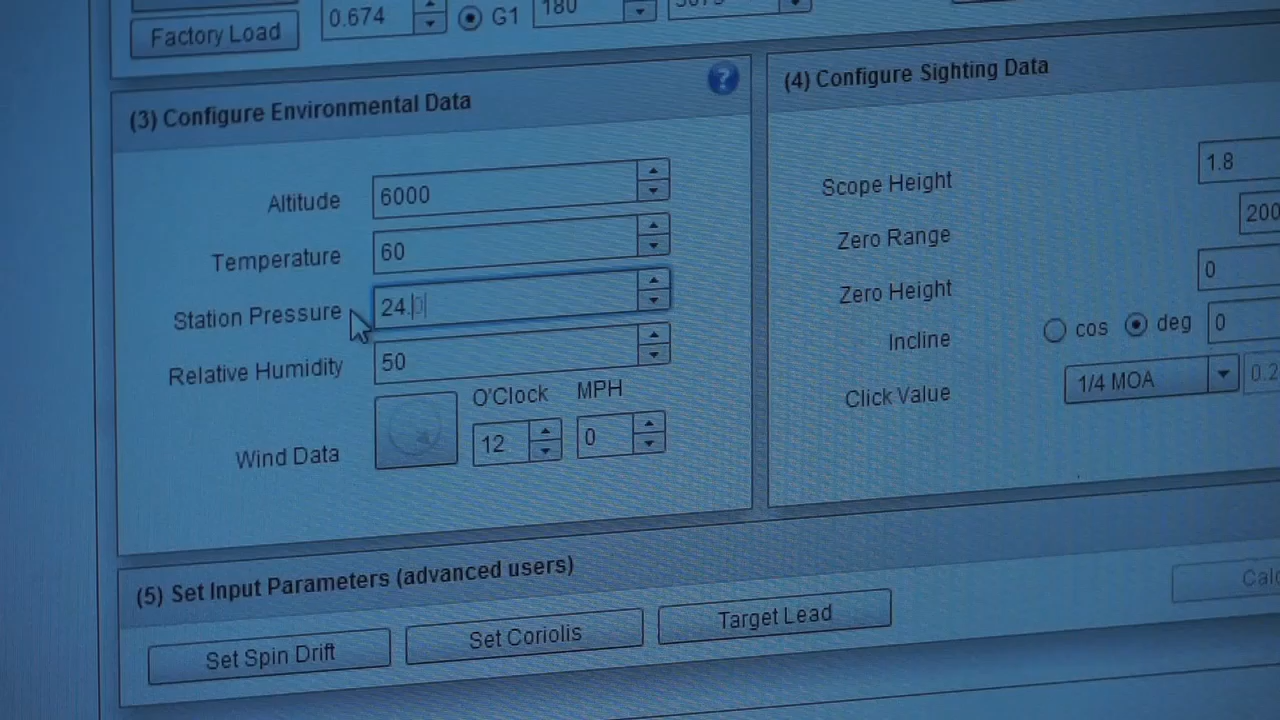 Factory Load
0.674
G1
180
(3) Configure Environmental Data
?
Altitude
6000
Temperature
60
Station Pressure
24.
Relative Humidity
50
O'Clock
MPH
Wind Data
12
0
(4) Configure Sighting Data
Scope Height
1.8
Zero Range
200
Zero Height
0
Incline
cos
deg
0
Click Value
1/4 MOA
0.2
(5) Set Input Parameters (advanced users)
Set Spin Drift
Set Coriolis
Target Lead